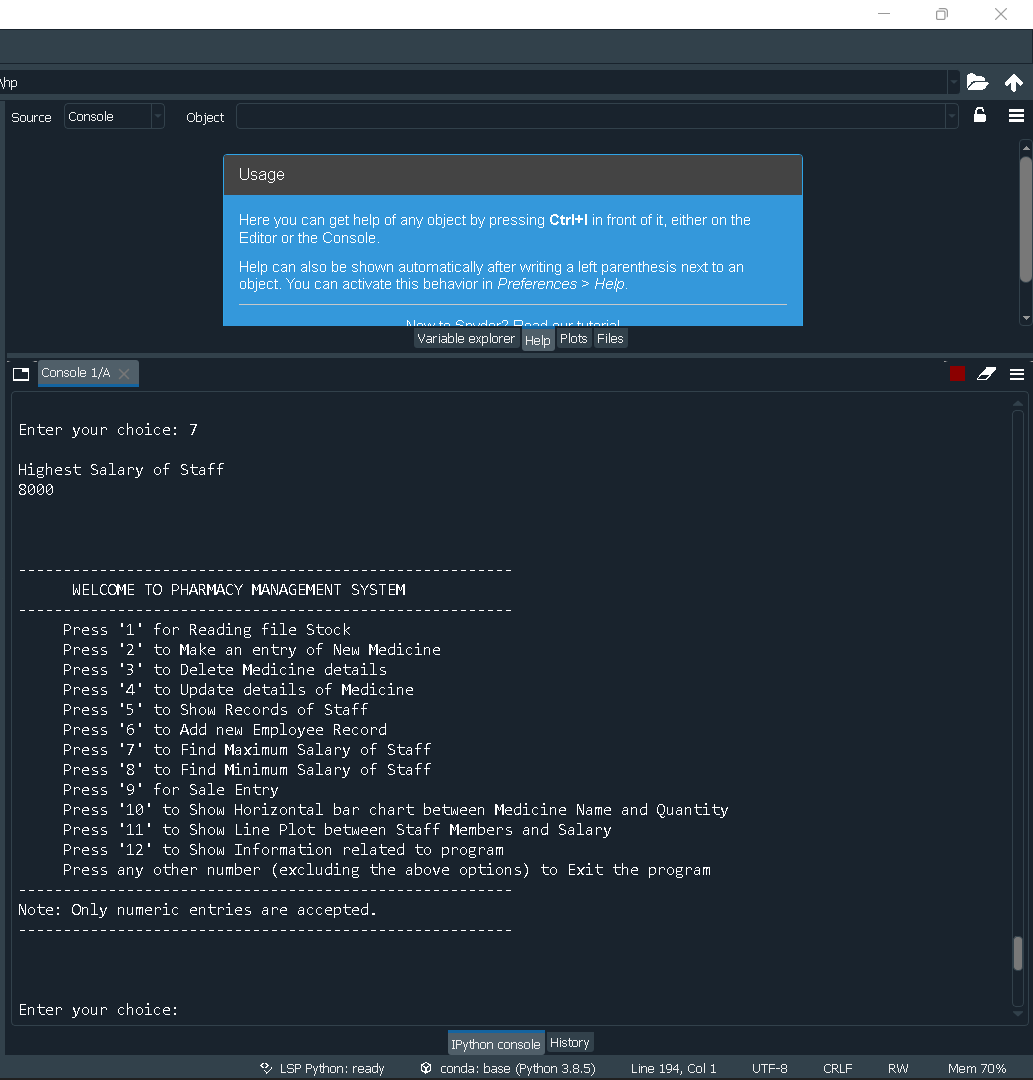 \hp
Source Console Object
Usage
Here you can get help of any object by pressing Ctrl+I in front of it, either on the
Editor or the Console.
Help can also be shown automatically after writing a left parenthesis next to an
object. You can activate this behavior in Preferences > Help.
New to Spyder? Read our tutorial
Variable explorer Help Plots Files
Console 1/A
Enter your choice: 7
Highest Salary of Staff
8000
-------------------------------------------------------
WELCOME TO PHARMACY MANAGEMENT SYSTEM
-------------------------------------------------------
Press '1' for Reading file Stock
Press '2' to Make an entry of New Medicine
Press '3' to Delete Medicine details
Press '4' to Update details of Medicine
Press '5' to Show Records of Staff
Press '6' to Add new Employee Record
Press '7' to Find Maximum Salary of Staff
Press '8' to Find Minimum Salary of Staff
Press '9' for Sale Entry
Press '10' to Show Horizontal bar chart between Medicine Name and Quantity
Press '11' to Show Line Plot between Staff Members and Salary
Press '12' to Show Information related to program
Press any other number (excluding the above options) to Exit the program
-------------------------------------------------------
Note: Only numeric entries are accepted.
-------------------------------------------------------
Enter your choice:
IPython console History
LSP Python: ready conda: base (Python 3.8.5) Line 194, Col 1 UTF-8 CRLF RW Mem 70%